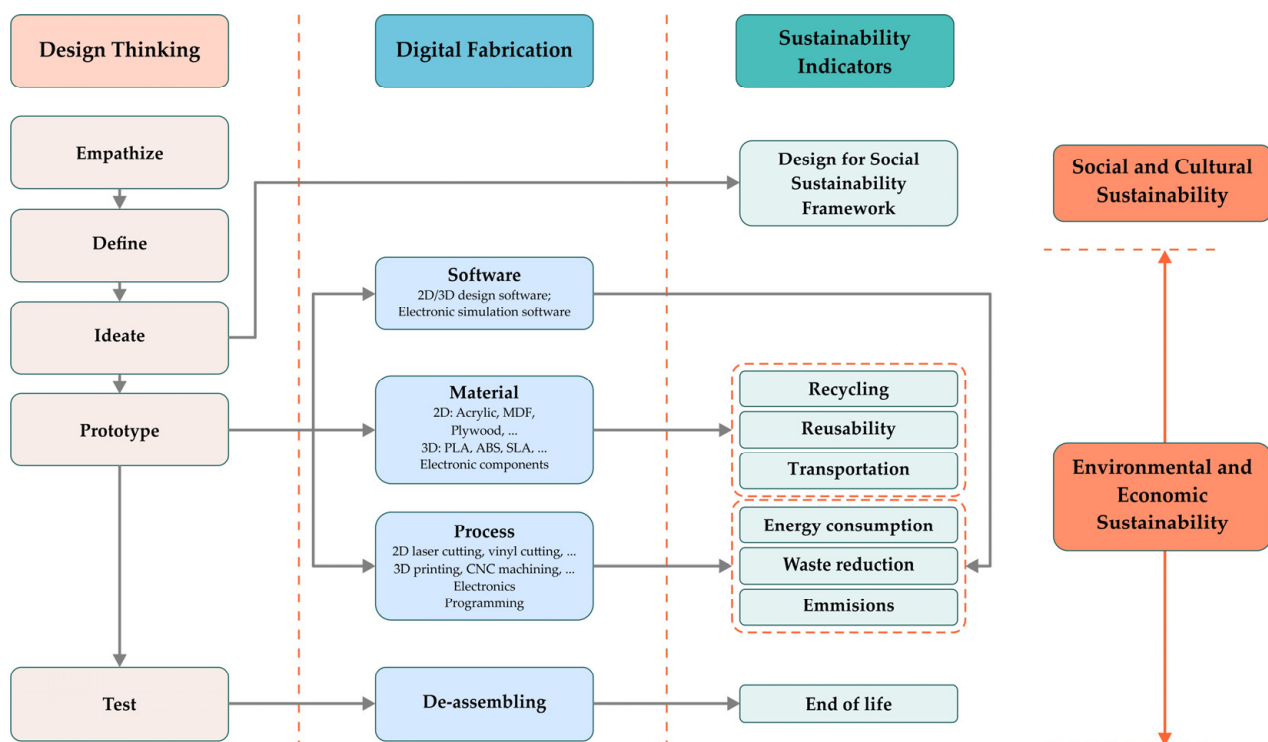 Design Thinking
Digital Fabrication
Sustainability
Indicators
Empathize
Define
Ideate
Prototype
Test
Software
2D/3D design software;
Electronic simulation software
Material
2D: Acrylic, MDF,
Plywood, ...
3D: PLA, ABS, SLA, ...
Electronic components
Process
2D laser cutting, vinyl cutting, ...
3D printing, CNC machining, ...
Electronics
Programming
De-assembling
Design for Social
Sustainability
Framework
Recycling
Reusability
Transportation
Energy consumption
Waste reduction
Emmisions
End of life
Social and Cultural
Sustainability
Environmental and
Economic
Sustainability